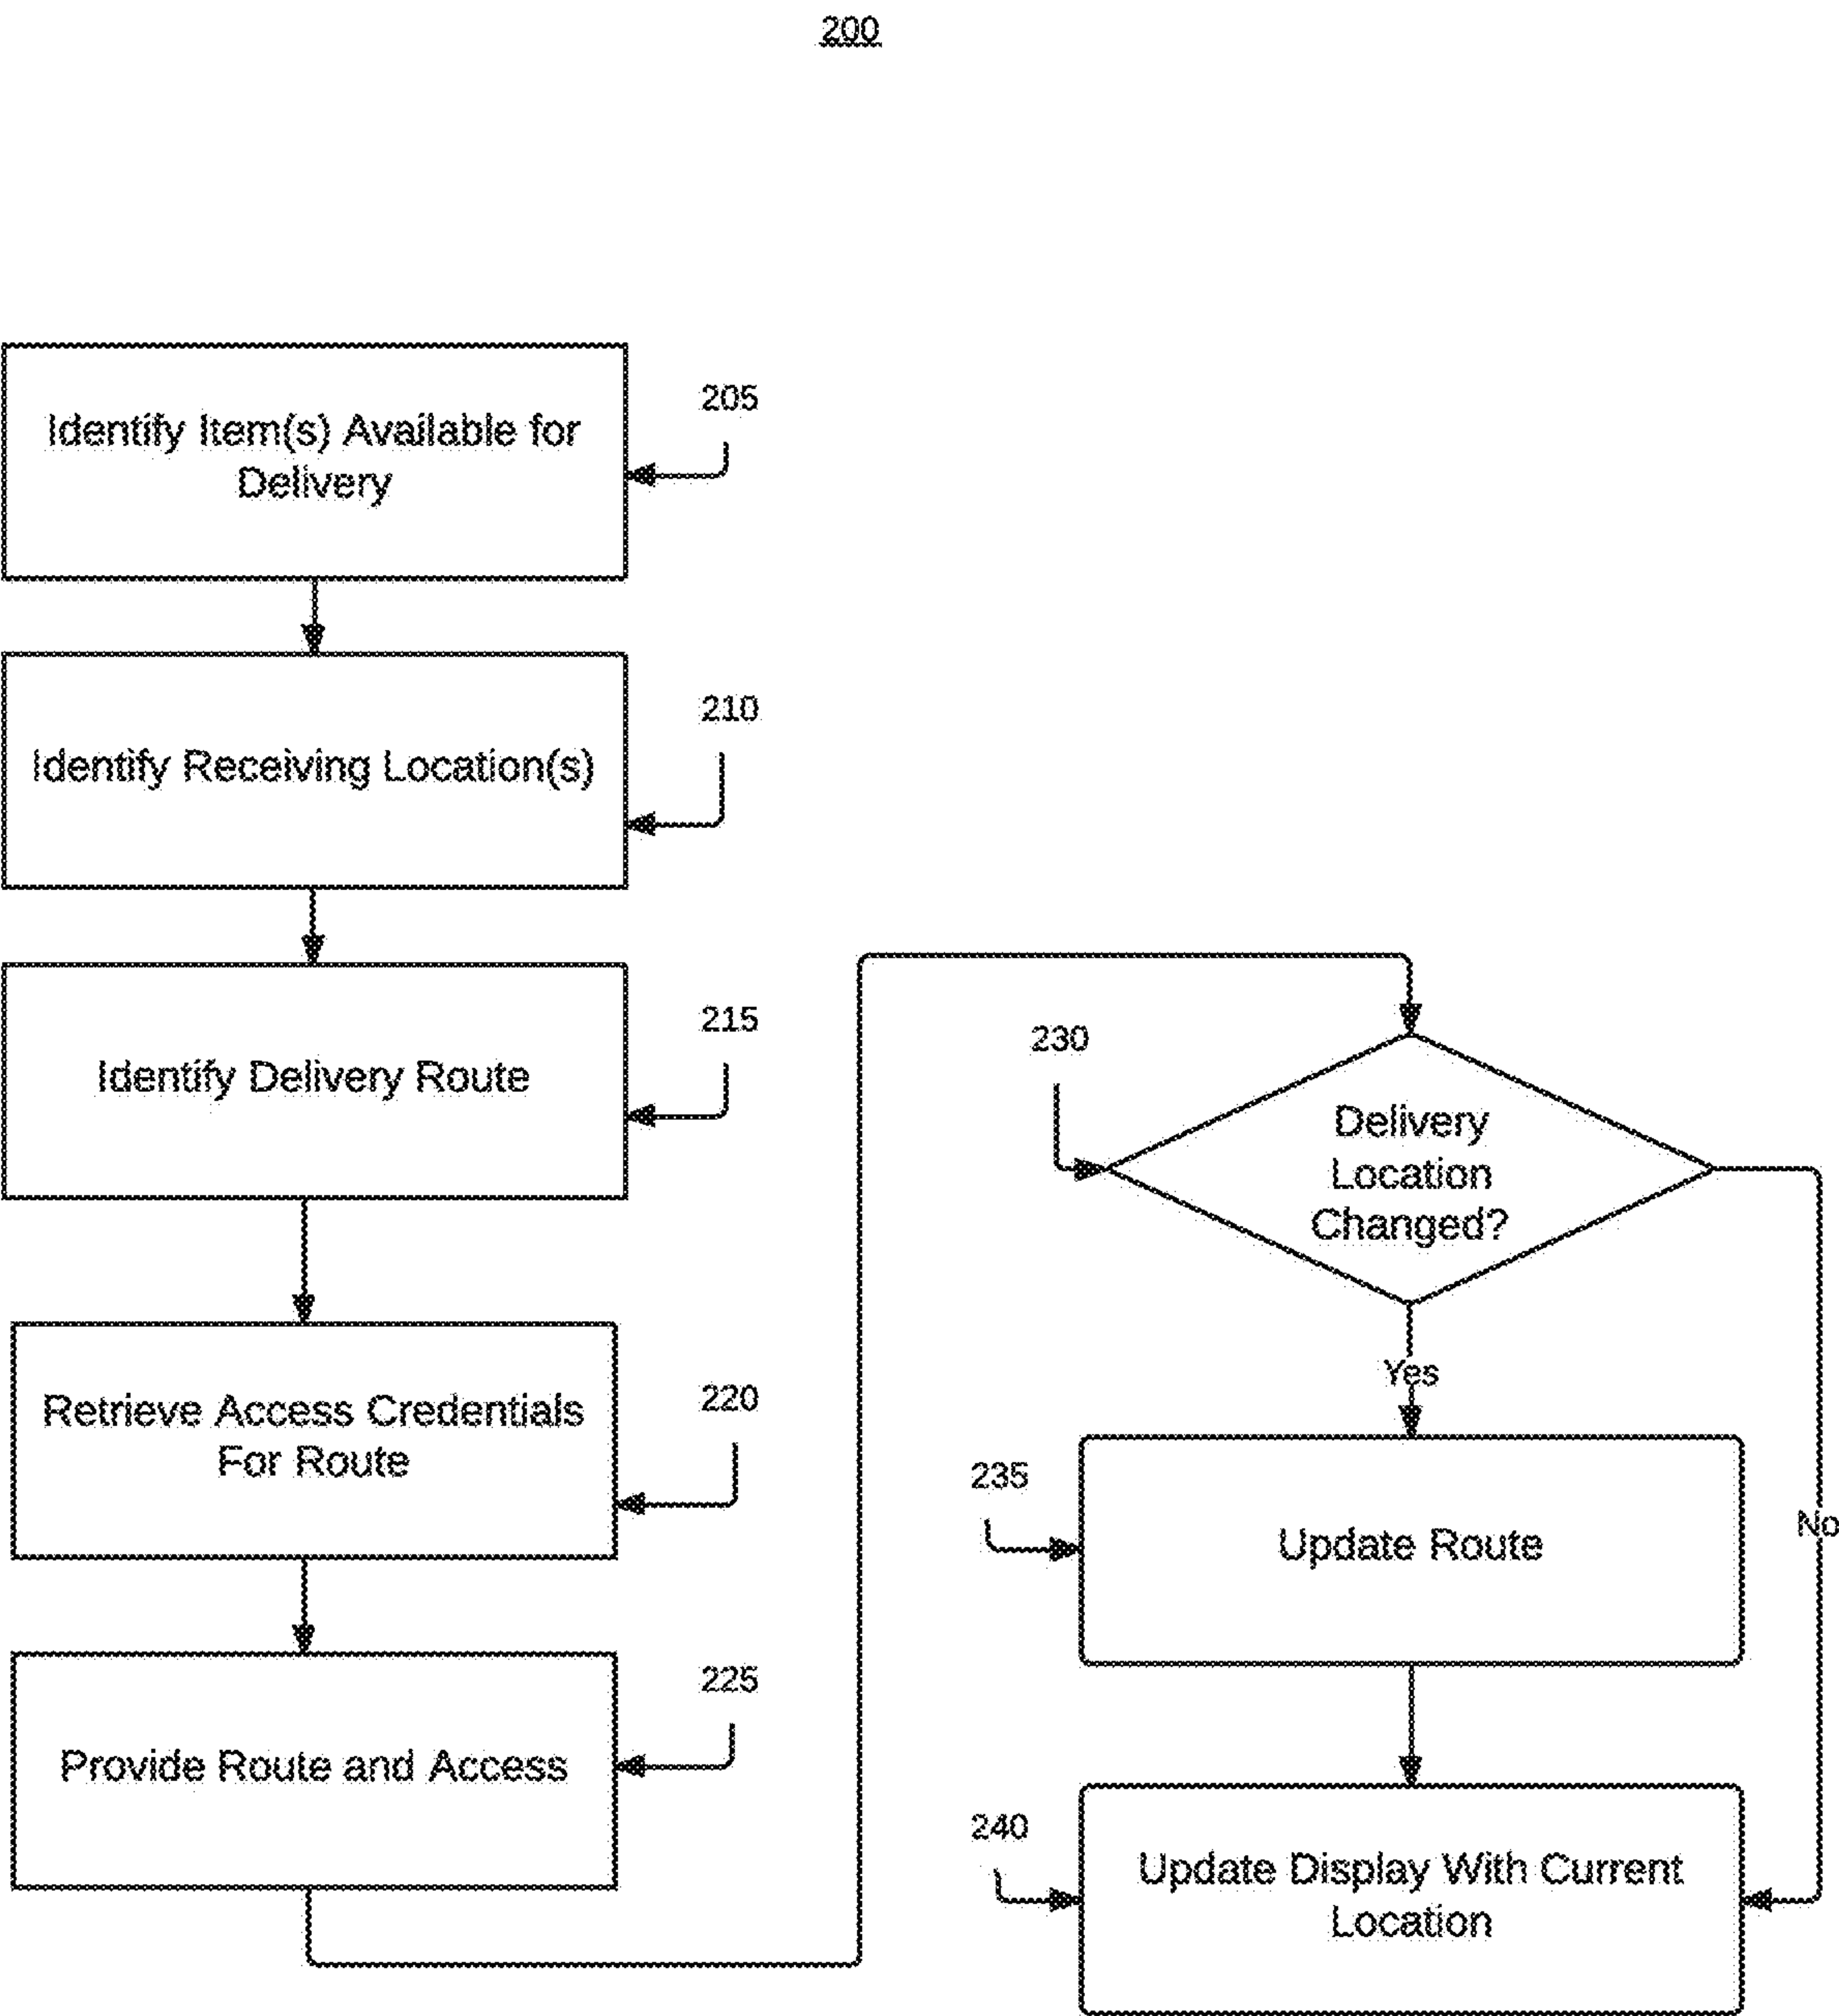 200
Identify Item(s) Available for
Delivery
205
Identify Receiving Location(s)
210
Identify Delivery Route
215
Retrieve Access Credentials
For Route
220
Provide Route and Access
225
230
Delivery
Location
Changed?
Yes
No
235
Update Route
240
Update Display With Current
Location